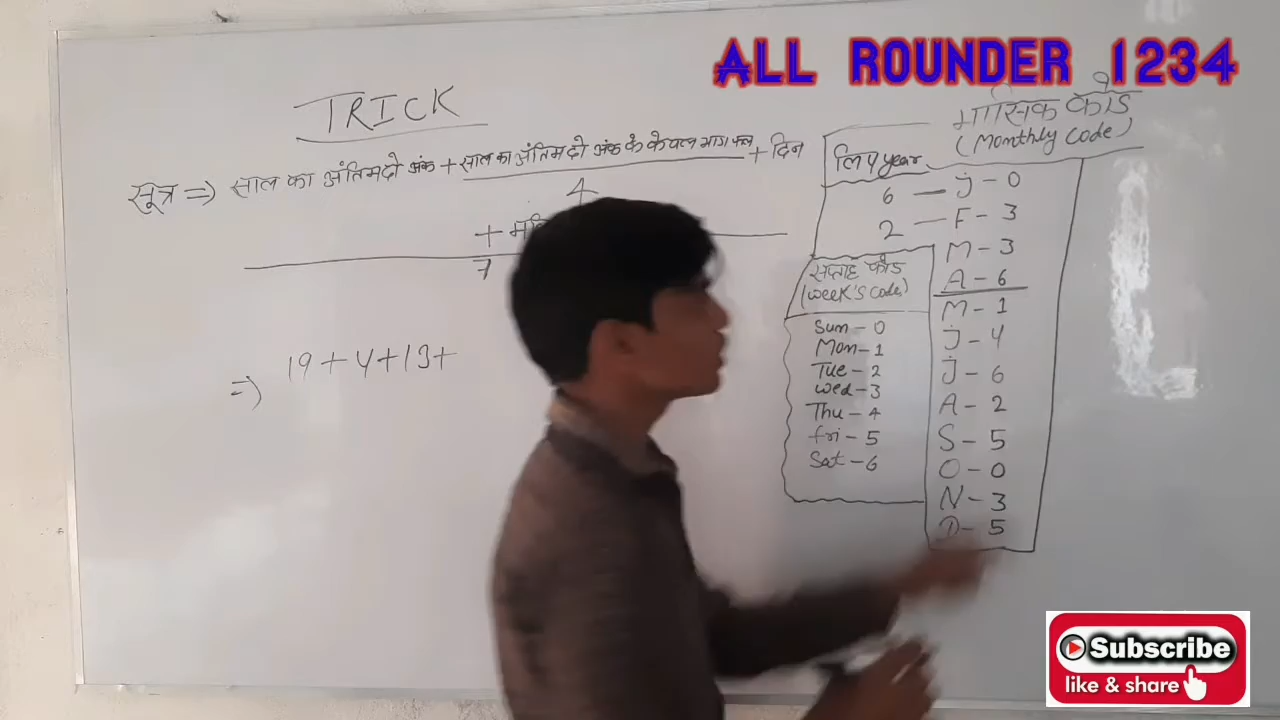 ALL ROUNDER 1234
TRICK
सूत्र => साल का अंतिम दो अंक + साल का अंतिम दो अंक के केवल भागफल + दिन
4
+
7
=> 19 + 4 + 13 +
मासिक कोड
(Monthly code)
लिप year
6 — J - 0
2 — F - 3
M - 3
A - 6
M - 1
J - 4
J - 6
A - 2
S - 5
O - 0
N - 3
D - 5
सप्ताह कोड
(week's code)
Sum - 0
Mon - 1
Tue - 2
wed - 3
Thu - 4
fri - 5
Sat - 6
Subscribe
like & share